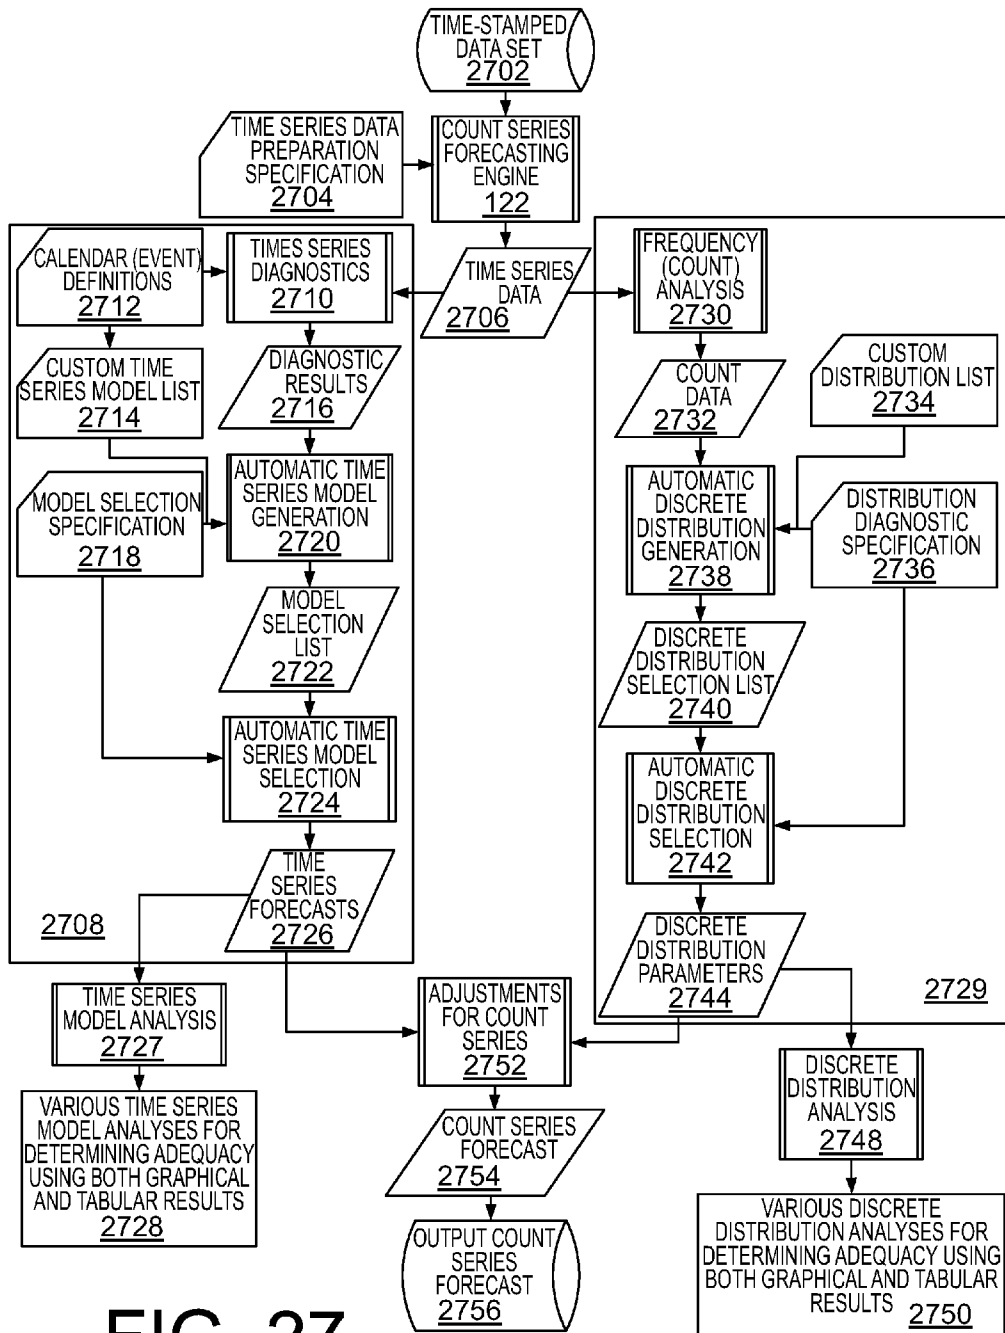 TIME-STAMPED
DATA SET
2702
TIME SERIES DATA
PREPARATION
SPECIFICATION
2704
COUNT SERIES
FORECASTING
ENGINE
122
CALENDAR (EVENT)
DEFINITIONS
2712
TIMES SERIES
DIAGNOSTICS
2710
TIME SERIES
DATA
2706
FREQUENCY
(COUNT)
ANALYSIS
2730
CUSTOM TIME
SERIES MODEL LIST
2714
DIAGNOSTIC
RESULTS
2716
COUNT
DATA
2732
CUSTOM
DISTRIBUTION LIST
2734
MODEL SELECTION
SPECIFICATION
2718
AUTOMATIC TIME
SERIES MODEL
GENERATION
2720
AUTOMATIC
DISCRETE
DISTRIBUTION
GENERATION
2738
DISTRIBUTION
DIAGNOSTIC
SPECIFICATION
2736
MODEL
SELECTION
LIST
2722
DISCRETE
DISTRIBUTION
SELECTION LIST
2740
AUTOMATIC TIME
SERIES MODEL
SELECTION
2724
AUTOMATIC
DISCRETE
DISTRIBUTION
SELECTION
2742
TIME
SERIES
FORECASTS
2726
2708
DISCRETE
DISTRIBUTION
PARAMETERS
2744
2729
TIME SERIES
MODEL ANALYSIS
2727
ADJUSTMENTS
FOR COUNT
SERIES
2752
DISCRETE
DISTRIBUTION
ANALYSIS
2748
VARIOUS TIME SERIES
MODEL ANALYSES FOR
DETERMINING ADEQUACY
USING BOTH GRAPHICAL
AND TABULAR RESULTS
2728
COUNT SERIES
FORECAST
2754
OUTPUT COUNT
SERIES
FORECAST
2756
VARIOUS DISCRETE
DISTRIBUTION ANALYSES FOR
DETERMINING ADEQUACY USING
BOTH GRAPHICAL AND TABULAR
RESULTS
2750
FIG. 27